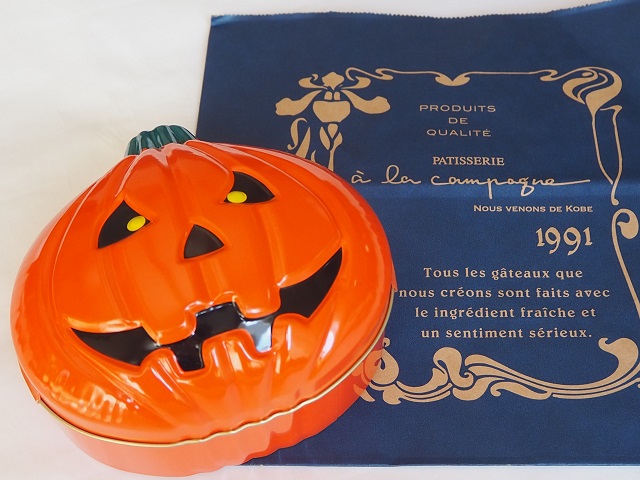 PRODUITS
DE
QUALITÉ
PATISSERIE
à la campagne
NOUS VENONS DE KOBE
1991
Tous les gâteaux que
nous créons sont faits avec
le ingrédient fraîche et
un sentiment sérieux.